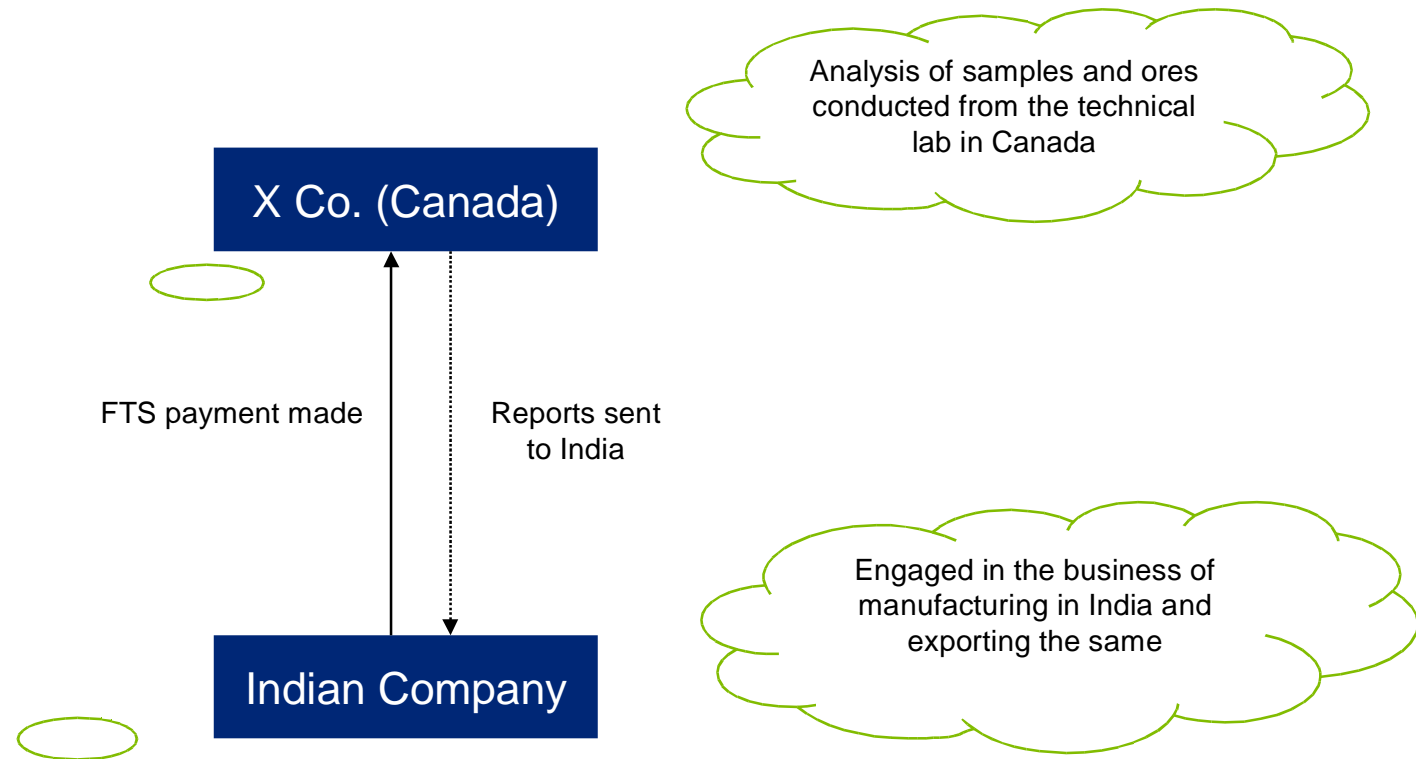 Analysis of samples and ores
conducted from the technical
lab in Canada
X Co. (Canada)
FTS payment made
Reports sent
to India
Engaged in the business of
manufacturing in India and
exporting the same
Indian Company